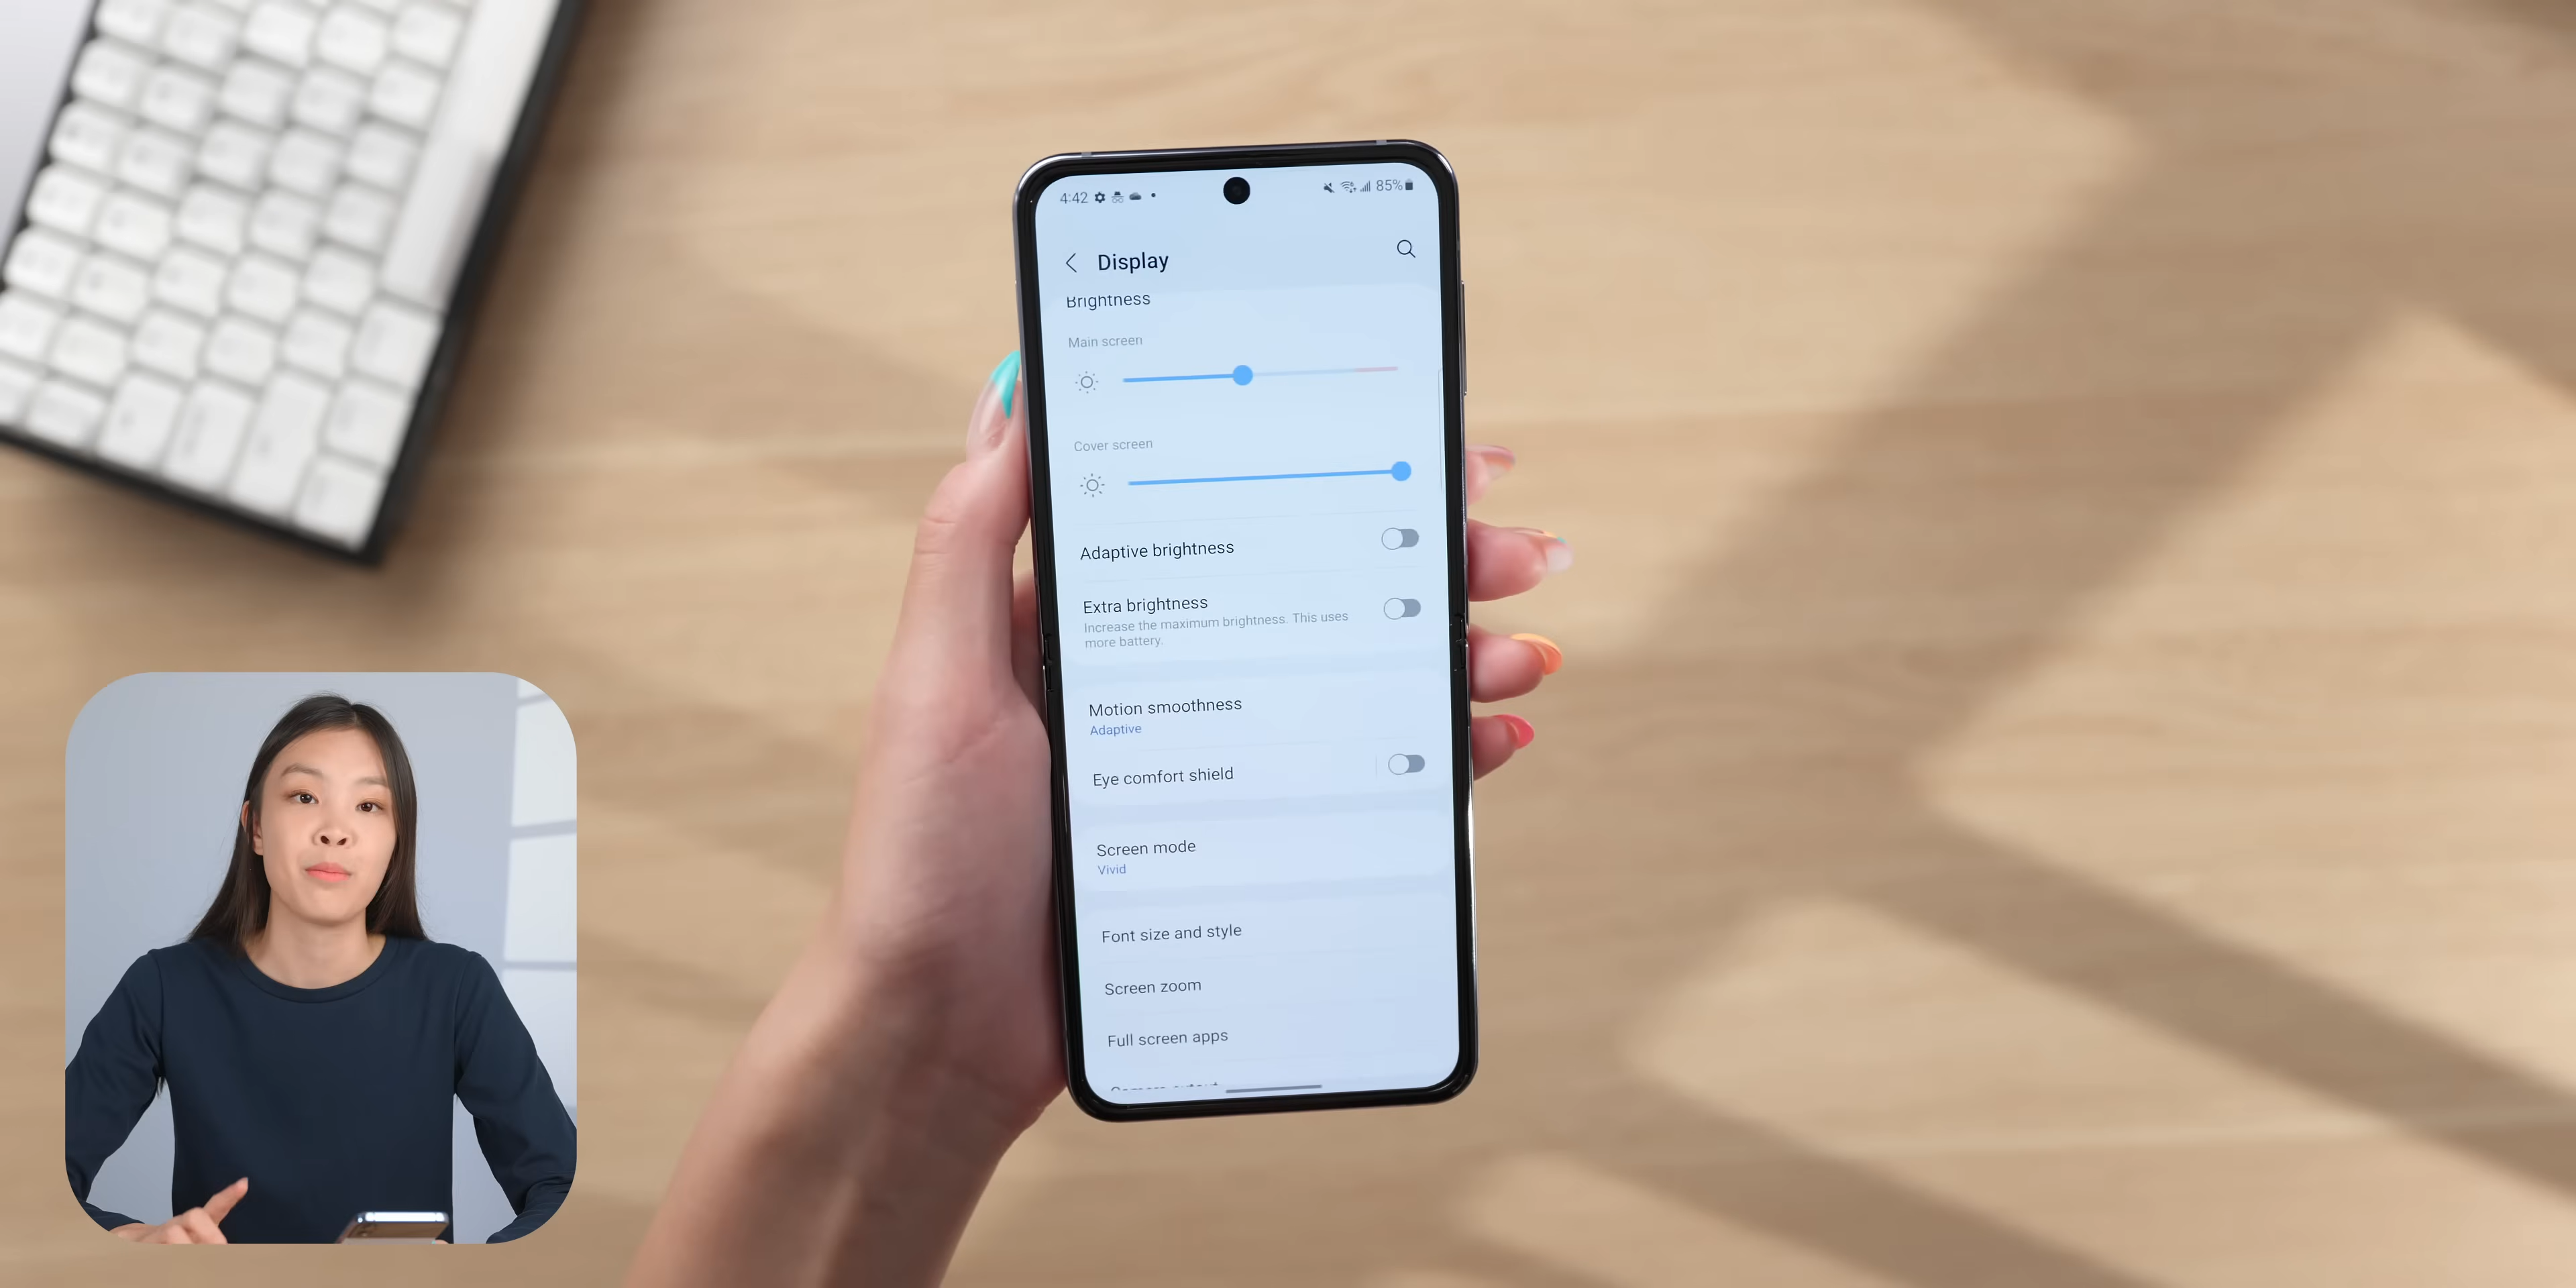 4:42
85%
Display
Brightness
Main screen
Cover screen
Adaptive brightness
Extra brightness
Increase the maximum brightness. This uses
more battery.
Motion smoothness
Adaptive
Eye comfort shield
Screen mode
Vivid
Font size and style
Screen zoom
Full screen apps